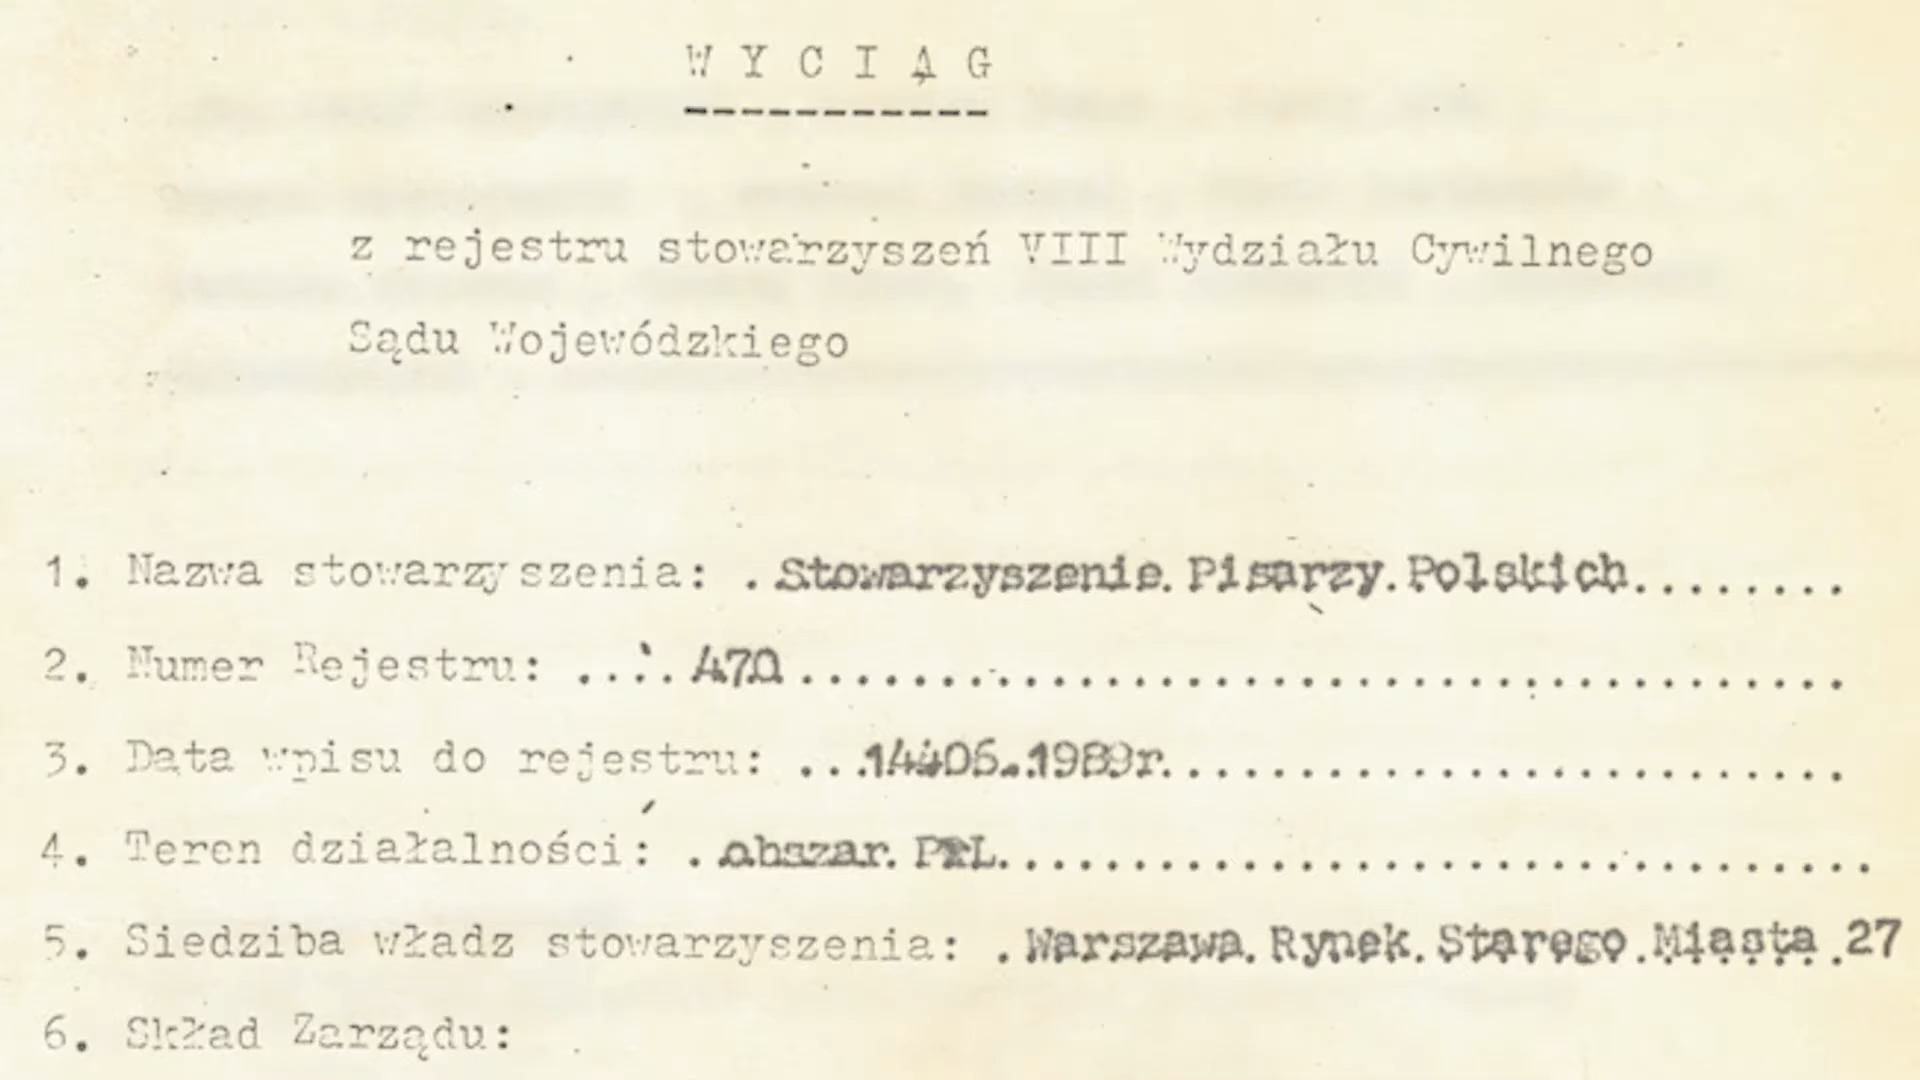 WYCIĄG
z rejestru stowarzyszeń VIII Wydziału Cywilnego
Sądu Wojewódzkiego
1. Nazwa stowarzyszenia: .Stowarzyszenie.Pisarzy.Polskich........
2. Numer Rejestru: .....470......................................
3. Data wpisu do rejestru: ... 1989r.........................
4. Teren działalności: .obszar.PRL................................
5. Siedziba władz stowarzyszenia: .Warszawa.Rynek.Starego.Miasta.27
6. Skład Zarządu: